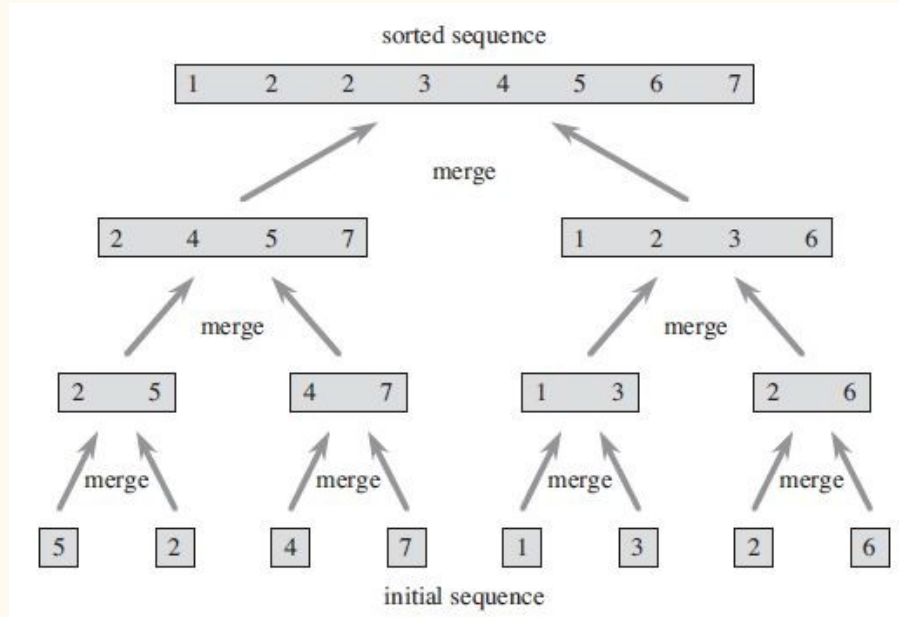 sorted sequence
1 2 2 3 4 5 6 7
merge
2 4 5 7
1 2 3 6
merge
merge
2 5
4 7
1 3
2 6
merge
merge
merge
merge
5
2
4
7
1
3
2
6
initial sequence